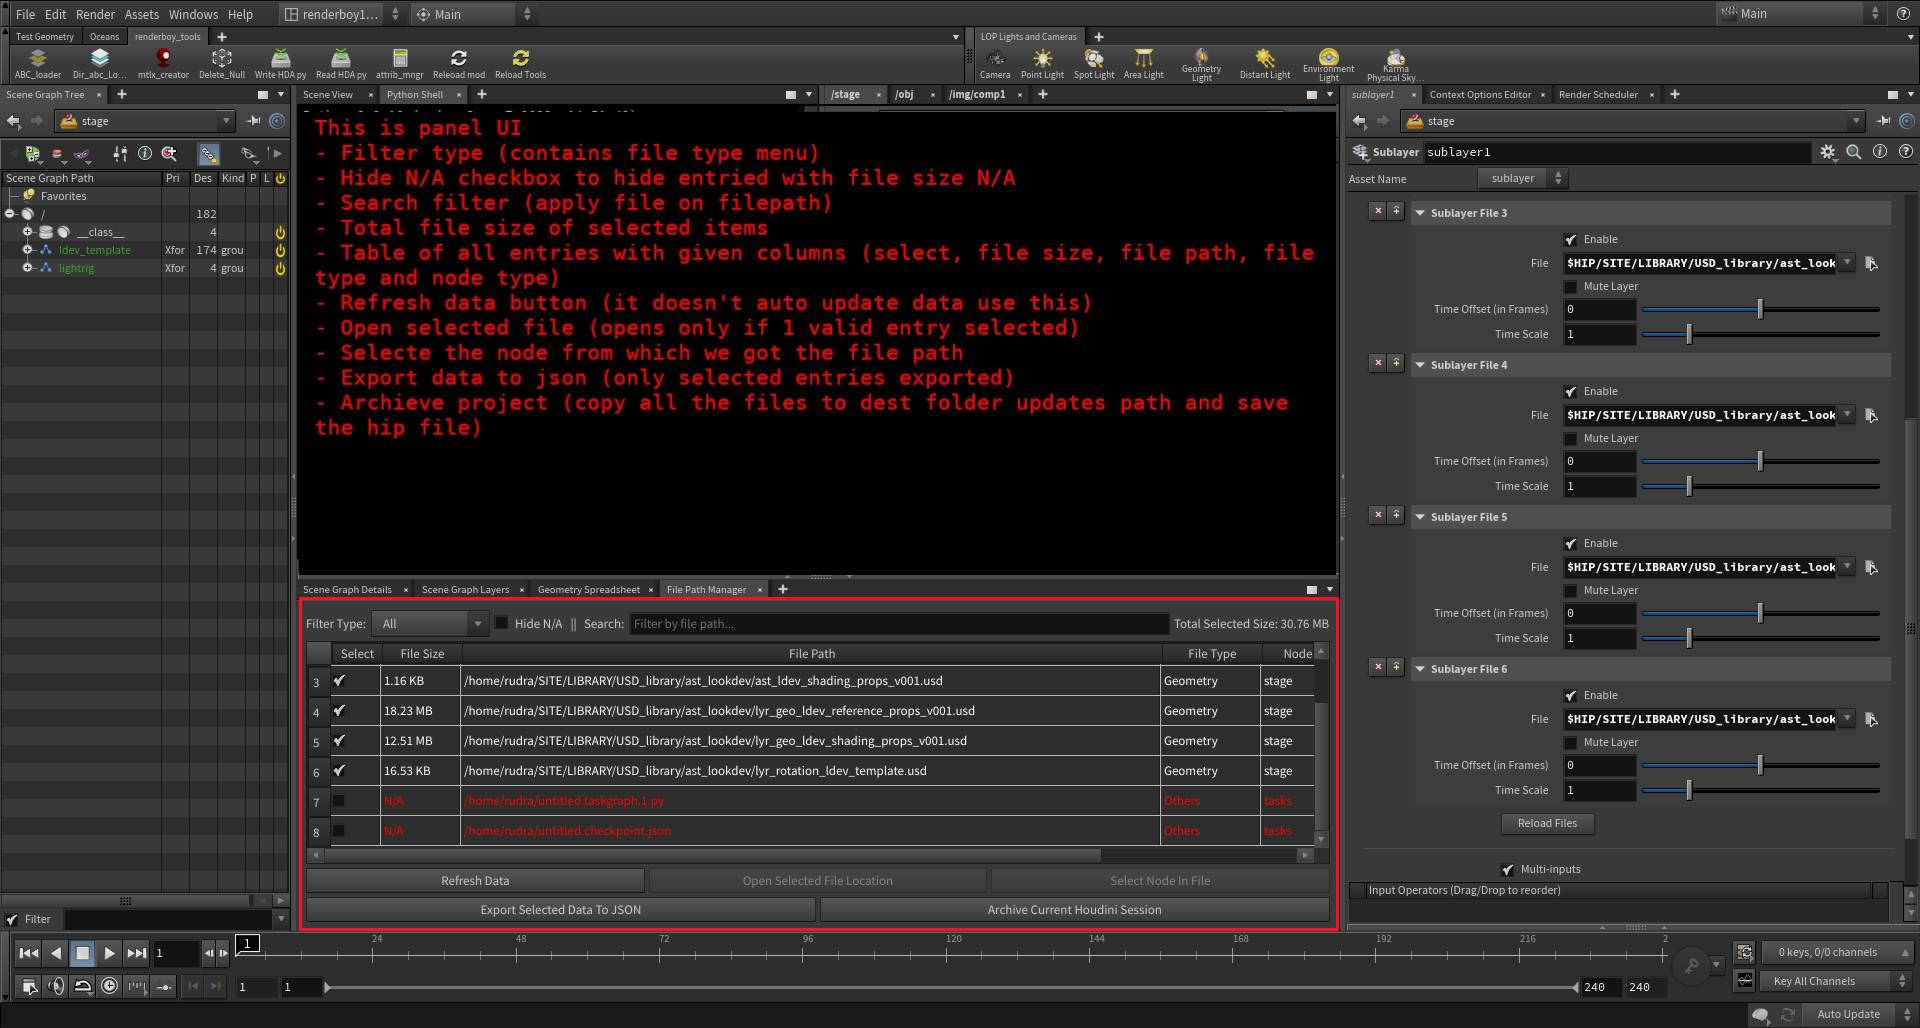 File Edit Render Assets Windows Help renderboy1... Main Main
Test Geometry Oceans renderboy_tools LOP Lights and Cameras
ABC_loader Dir_abc_Lo... mtlx_creator Delete_Null Write HDA py Read HDA py attrib_mngr Releoad mod Reload Tools Camera Point Light Spot Light Area Light Geometry Light Distant Light Environment Light Karma Physical Sky...
Scene Graph Tree Scene View Python Shell /stage /obj /img/comp1 sublayer1 Context Options Editor Render Scheduler
stage
stage
Sublayer sublayer1
Asset Name sublayer
Scene Graph Path Pri Des Kind P L
Favorites
/ 182
__class__ 4
ldev_template Xfor 174 grou
lightrig Xfor 4 grou
This is panel UI
- Filter type (contains file type menu)
- Hide N/A checkbox to hide entried with file size N/A
- Search filter (apply file on filepath)
- Total file size of selected items
- Table of all entries with given columns (select, file size, file path, file
type and node type)
- Refresh data button (it doesn't auto update data use this)
- Open selected file (opens only if 1 valid entry selected)
- Selecte the node from which we got the file path
- Export data to json (only selected entries exported)
- Archieve project (copy all the files to dest folder updates path and save
the hip file)
Sublayer File 3
Enable
File $HIP/SITE/LIBRARY/USD_library/ast_look
Mute Layer
Time Offset (in Frames) 0
Time Scale 1
Sublayer File 4
Enable
File $HIP/SITE/LIBRARY/USD_library/ast_look
Mute Layer
Time Offset (in Frames) 0
Time Scale 1
Sublayer File 5
Enable
File $HIP/SITE/LIBRARY/USD_library/ast_look
Mute Layer
Time Offset (in Frames) 0
Time Scale 1
Sublayer File 6
Enable
File $HIP/SITE/LIBRARY/USD_library/ast_look
Mute Layer
Time Offset (in Frames) 0
Time Scale 1
Reload Files
Multi-inputs
Input Operators (Drag/Drop to reorder)
Scene Graph Details Scene Graph Layers Geometry Spreadsheet File Path Manager
Filter Type: All Hide N/A || Search: Filter by file path... Total Selected Size: 30.76 MB
Select File Size File Path File Type Node
3 1.16 KB /home/rudra/SITE/LIBRARY/USD_library/ast_lookdev/ast_ldev_shading_props_v001.usd Geometry stage
4 18.23 MB /home/rudra/SITE/LIBRARY/USD_library/ast_lookdev/lyr_geo_ldev_reference_props_v001.usd Geometry stage
5 12.51 MB /home/rudra/SITE/LIBRARY/USD_library/ast_lookdev/lyr_geo_ldev_shading_props_v001.usd Geometry stage
6 16.53 KB /home/rudra/SITE/LIBRARY/USD_library/ast_lookdev/lyr_rotation_ldev_template.usd Geometry stage
7 N/A /home/rudra/untitled.taskgraph.1.py Others tasks
8 N/A /home/rudra/untitled.checkpoint.json Others tasks
Refresh Data Open Selected File Location Select Node In File
Export Selected Data To JSON Archive Current Houdini Session
Filter
1 1 24 48 72 96 120 144 168 192 216 2 0 keys, 0/0 channels
1 1 240 240 Key All Channels
Auto Update